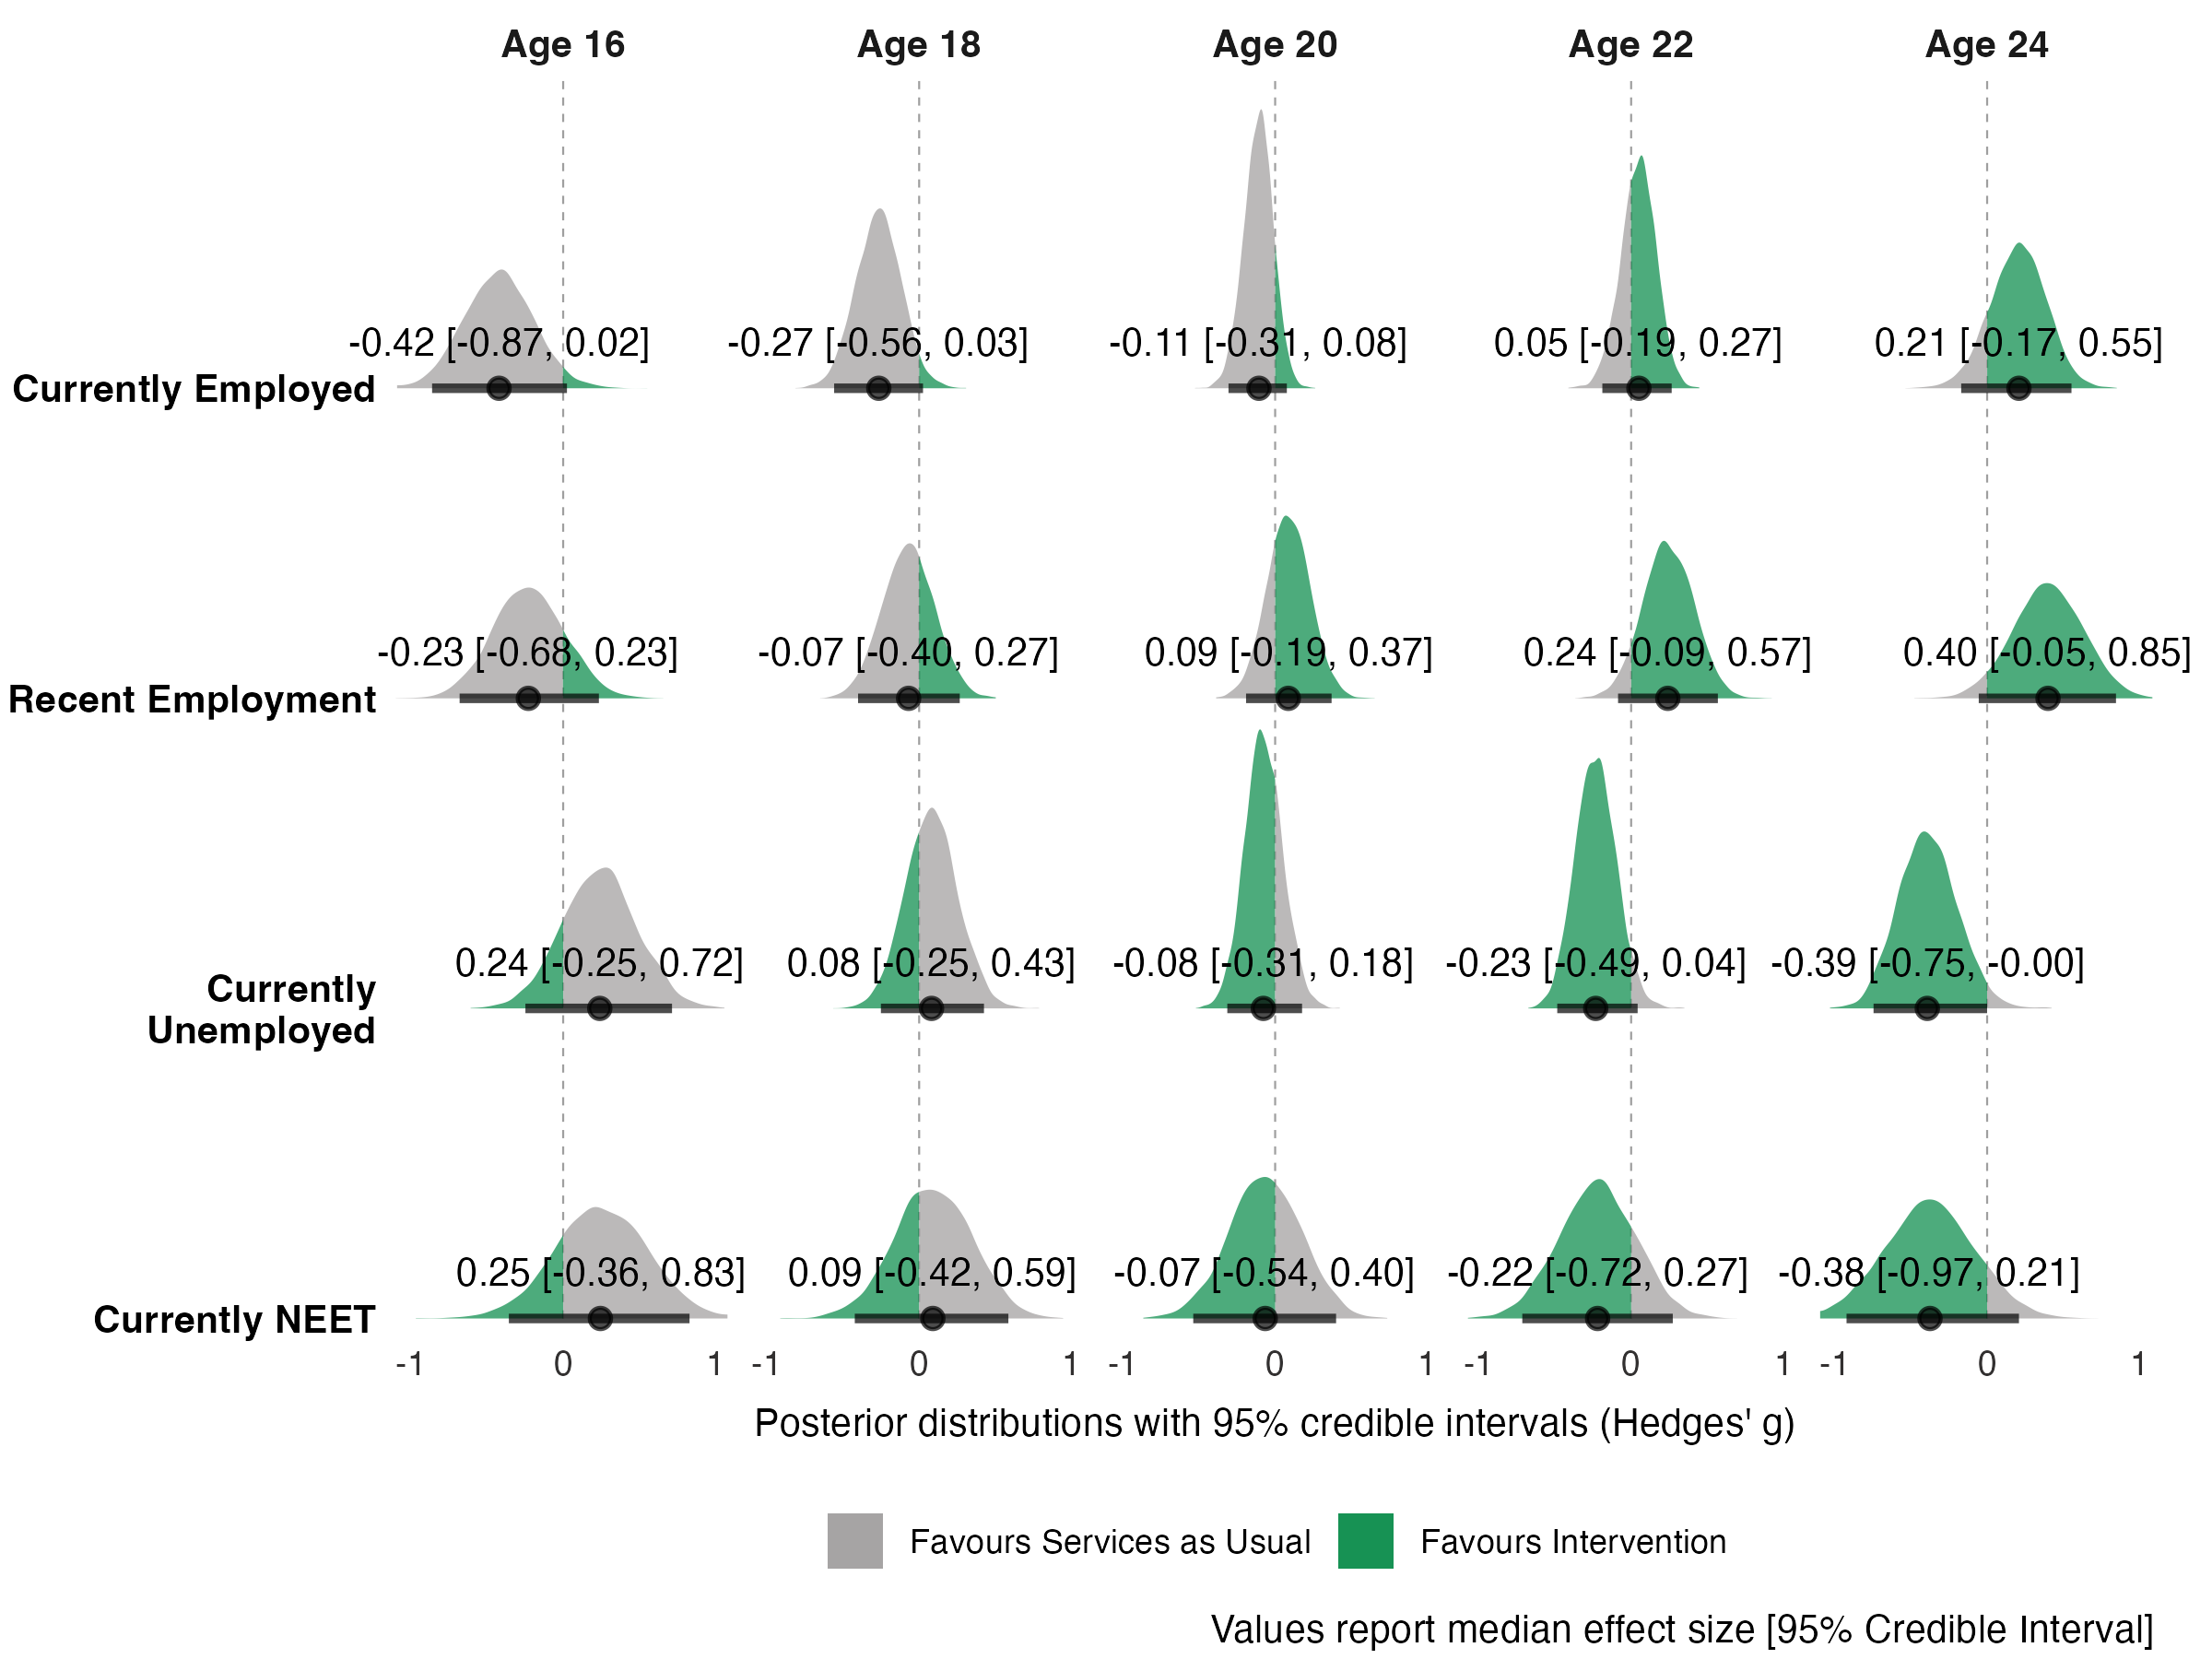 Age 16 Age 18 Age 20 Age 22 Age 24
-0.42 [-0.87, 0.02] -0.27 [-0.56, 0.03] -0.11 [-0.31, 0.08] 0.05 [-0.19, 0.27] 0.21 [-0.17, 0.55]
Currently Employed
-0.23 [-0.68, 0.23] -0.07 [-0.40, 0.27] 0.09 [-0.19, 0.37] 0.24 [-0.09, 0.57] 0.40 [-0.05, 0.85]
Recent Employment
0.24 [-0.25, 0.72] 0.08 [-0.25, 0.43] -0.08 [-0.31, 0.18] -0.23 [-0.49, 0.04] -0.39 [-0.75, -0.00]
Currently
Unemployed
0.25 [-0.36, 0.83] 0.09 [-0.42, 0.59] -0.07 [-0.54, 0.40] -0.22 [-0.72, 0.27] -0.38 [-0.97, 0.21]
Currently NEET
-1 0 1 -1 0 1 -1 0 1 -1 0 1 -1 0 1
Posterior distributions with 95% credible intervals (Hedges' g)
Favours Services as Usual Favours Intervention
Values report median effect size [95% Credible Interval]